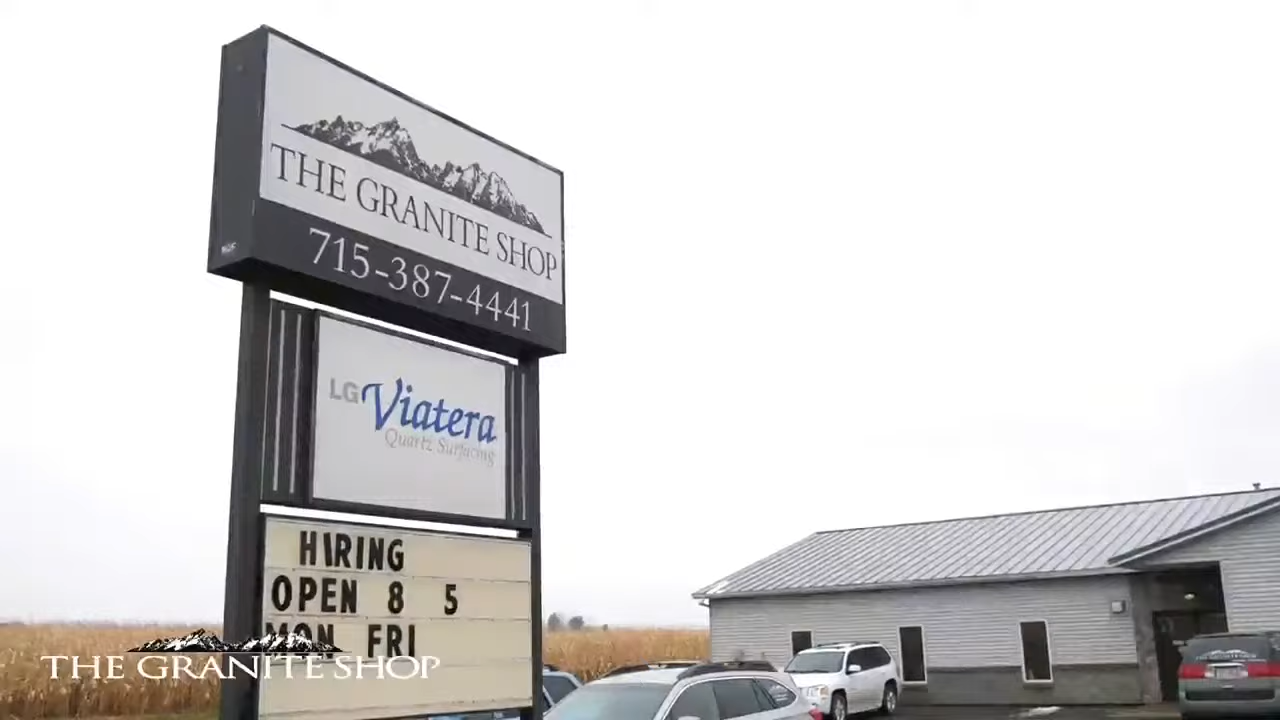 THE GRANITE SHOP
715-387-4441
LG Viatera
Quartz Surfacing
HIRING
OPEN 8 5
MON FRI
THE GRANITE SHOP